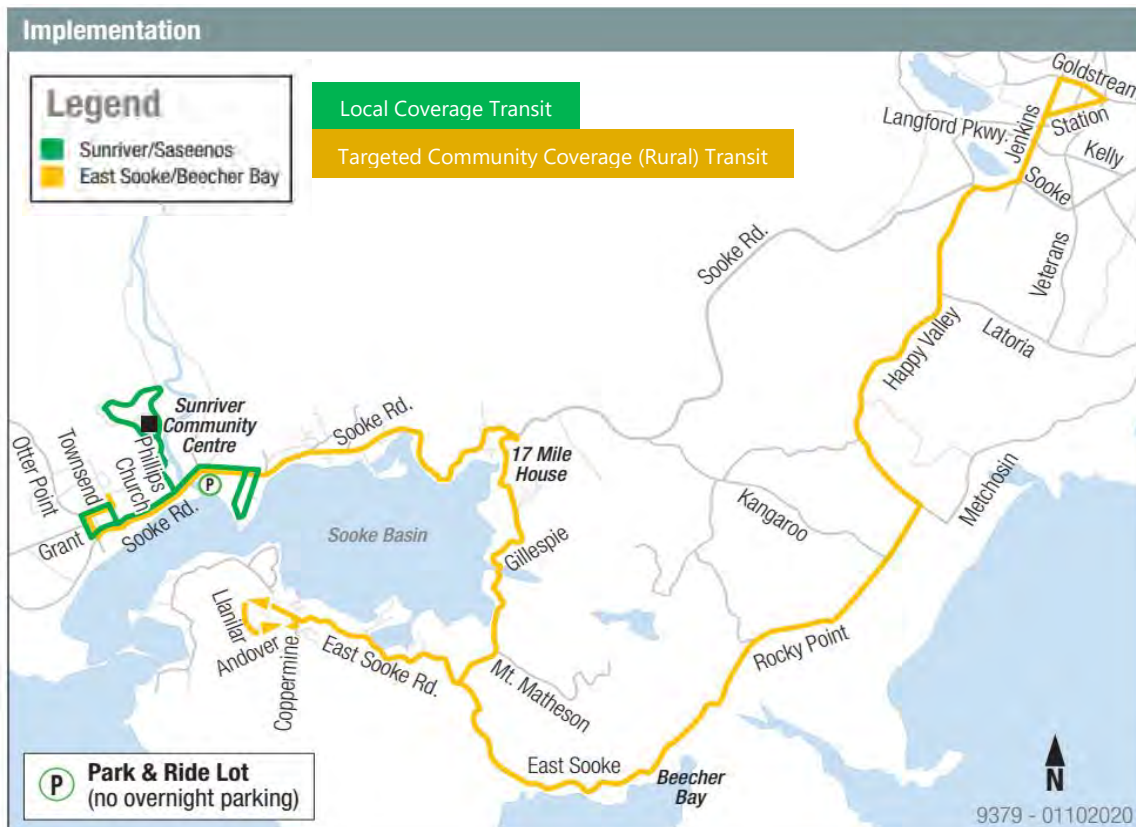 Implementation
Legend
Sunriver/Saseenos
East Sooke/Beecher Bay
Local Coverage Transit
Targeted Community Coverage (Rural) Transit
Goldstream
Langford Pkwy.
Jenkins
Station
Kelly
Sooke
Sooke Rd.
Veterans
Happy Valley
Latoria
Sunriver
Community
Centre
Otter Point
Townsend
Church
Phillips
Sooke Rd.
P
Sooke Rd.
Grant
17 Mile
House
Kangaroo
Metchosin
Sooke Basin
Gillespie
Llanilar
Andover
Coppermine
East Sooke Rd.
Mt. Matheson
Rocky Point
East Sooke
Beecher
Bay
P
Park & Ride Lot
(no overnight parking)
N
9379 - 01102020